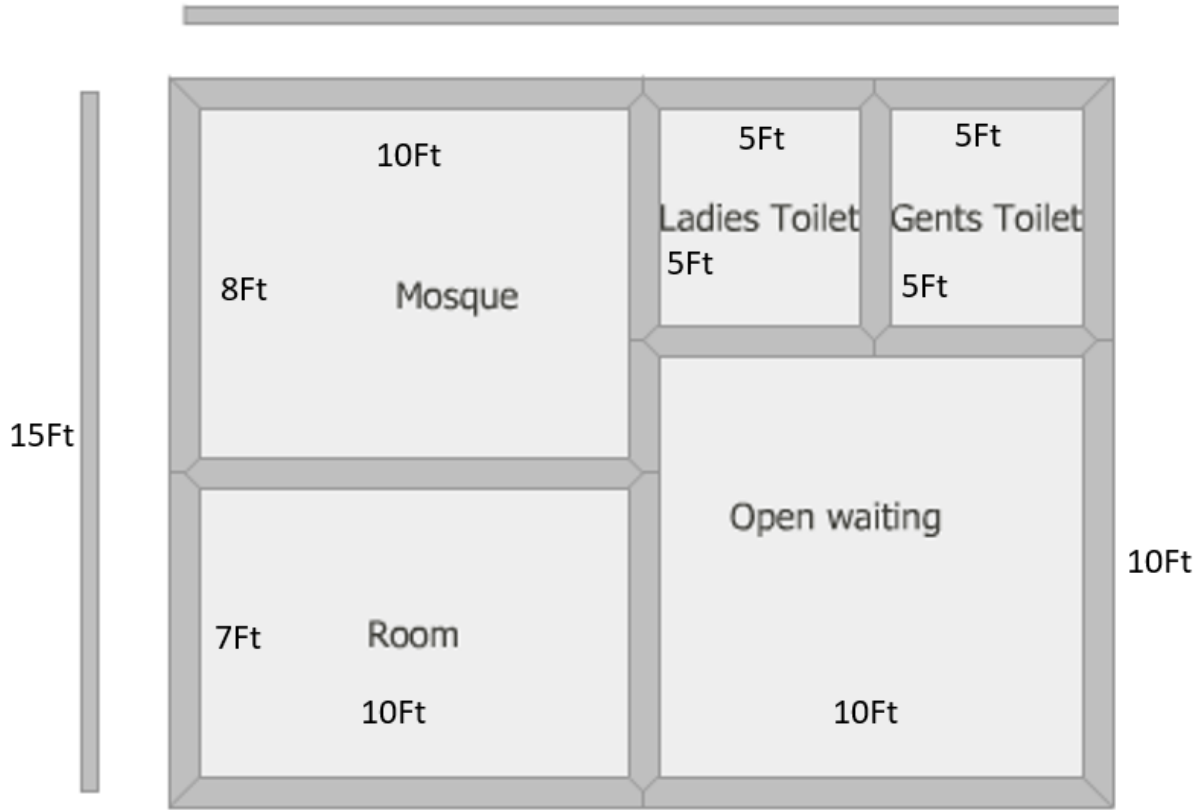 10Ft
5Ft
5Ft
Ladies Toilet
Gents Toilet
5Ft
5Ft
8Ft
Mosque
15Ft
Open waiting
10Ft
7Ft
Room
10Ft
10Ft